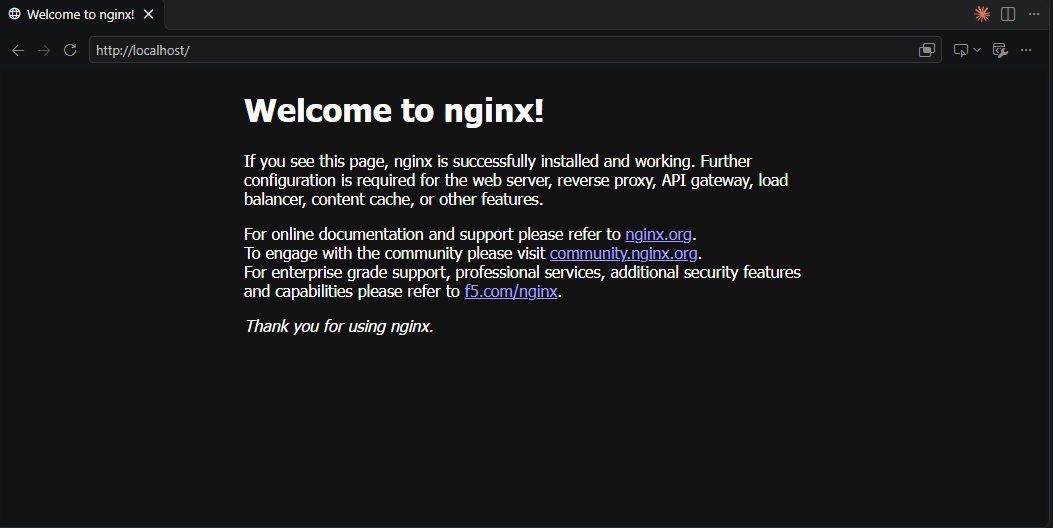 Welcome to nginx!
http://localhost/
Welcome to nginx!
If you see this page, nginx is successfully installed and working. Further
configuration is required for the web server, reverse proxy, API gateway, load
balancer, content cache, or other features.
For online documentation and support please refer to nginx.org.
To engage with the community please visit community.nginx.org.
For enterprise grade support, professional services, additional security features
and capabilities please refer to f5.com/nginx.
Thank you for using nginx.